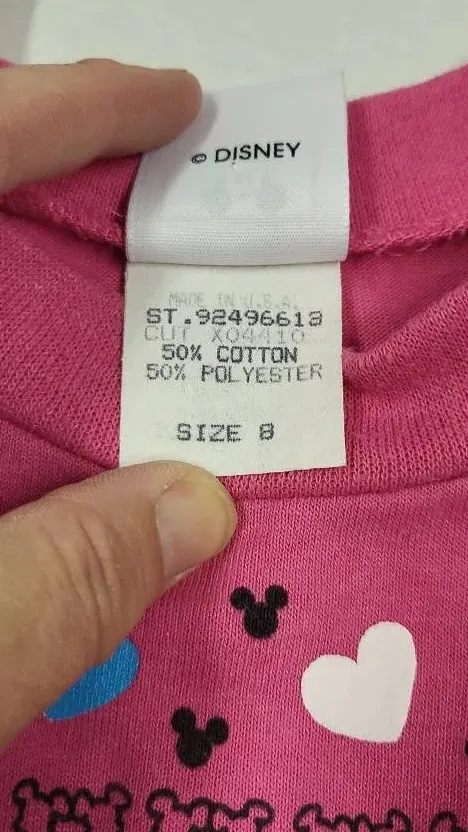 © DISNEY
MADE IN U.S.A.
ST.92496613
CUT X04410
50% COTTON
50% POLYESTER
SIZE 8